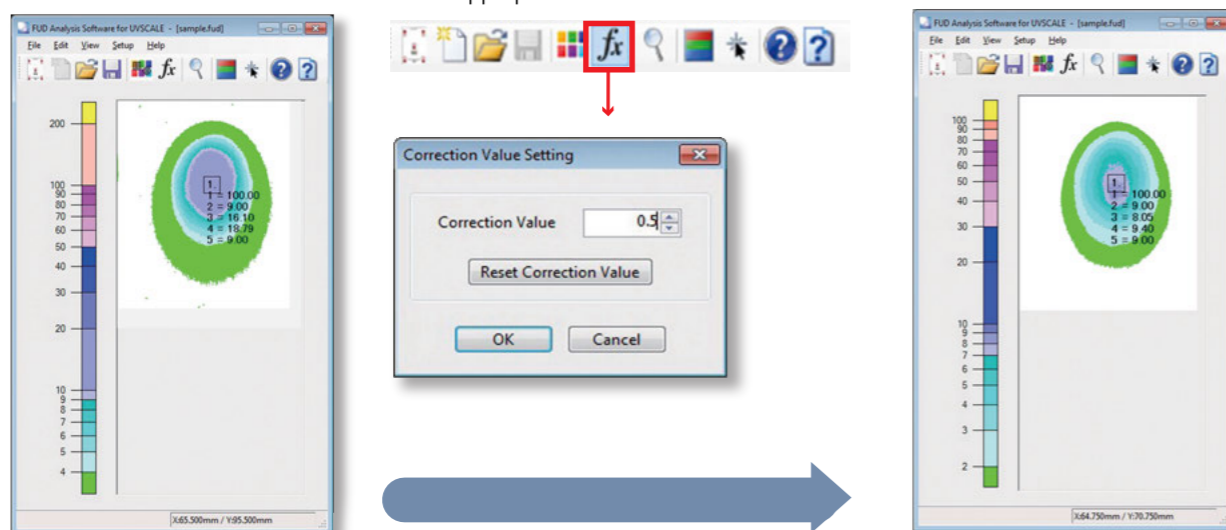 FUD Analysis Software for UVSCALE - [sample.fud]
File Edit View Setup Help
fx
200
100
90
80
70
60
50
40
30
20
10
9
8
7
6
5
4
1
1 = 100.00
2 = 9.00
3 = 16.10
4 = 18.79
5 = 9.00
X:65.500mm / Y:95.500mm
fx
Correction Value Setting
Correction Value 0.5
Reset Correction Value
OK Cancel
FUD Analysis Software for UVSCALE - [sample.fud]
File Edit View Setup Help
fx
100
90
80
70
60
50
40
30
20
10
9
8
7
6
5
4
3
2
1
1 = 100.00
2 = 9.00
3 = 8.05
4 = 9.40
5 = 9.00
X:64.750mm / Y:70.750mm